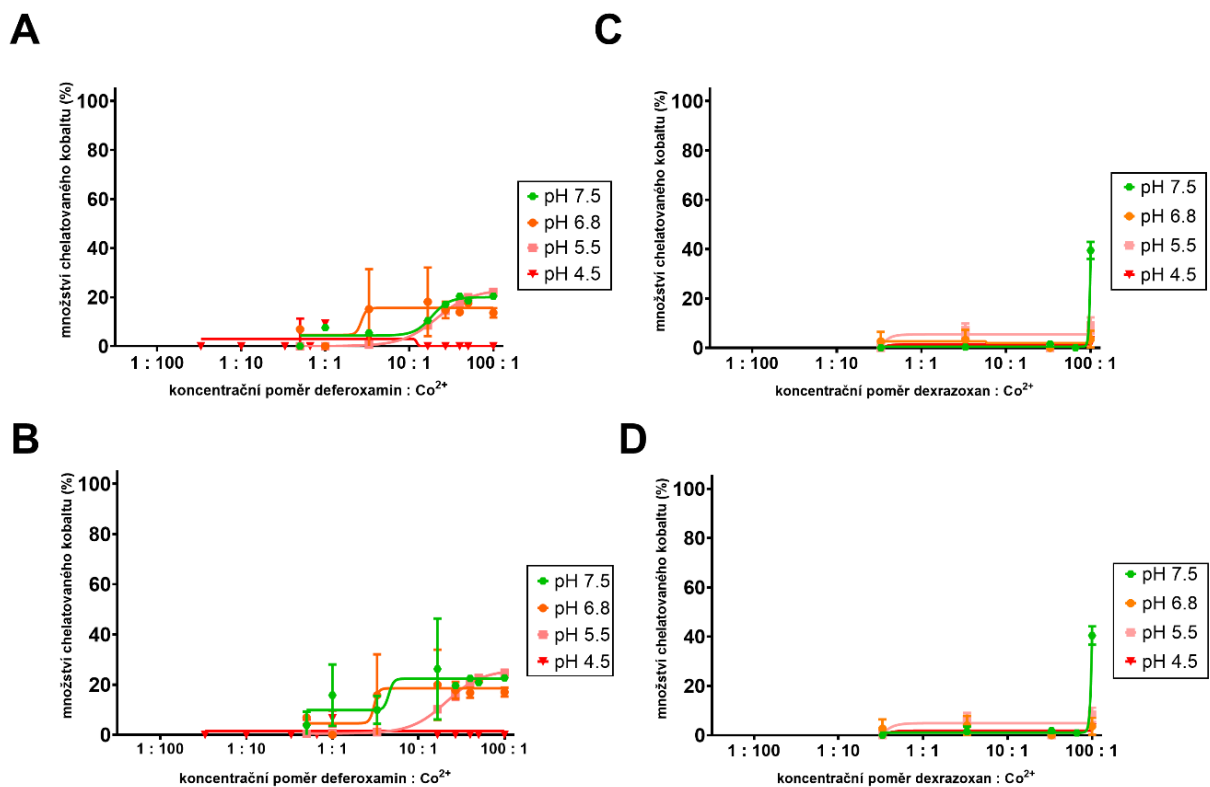 A
množství chelatovaného kobaltu (%)
100
80
60
40
20
0
1 : 100
1 : 10
1 : 1
10 : 1
100 : 1
koncentrační poměr deferoxamin : Co²⁺
pH 7.5
pH 6.8
pH 5.5
pH 4.5
C
množství chelatovaného kobaltu (%)
100
80
60
40
20
0
1 : 100
1 : 10
1 : 1
10 : 1
100 : 1
koncentrační poměr dexrazoxan : Co²⁺
pH 7.5
pH 6.8
pH 5.5
pH 4.5
B
množství chelatovaného kobaltu (%)
100
80
60
40
20
0
1 : 100
1 : 10
1 : 1
10 : 1
100 : 1
koncentrační poměr deferoxamin : Co²⁺
pH 7.5
pH 6.8
pH 5.5
pH 4.5
D
množství chelatovaného kobaltu (%)
100
80
60
40
20
0
1 : 100
1 : 10
1 : 1
10 : 1
100 : 1
koncentrační poměr dexrazoxan : Co²⁺
pH 7.5
pH 6.8
pH 5.5
pH 4.5